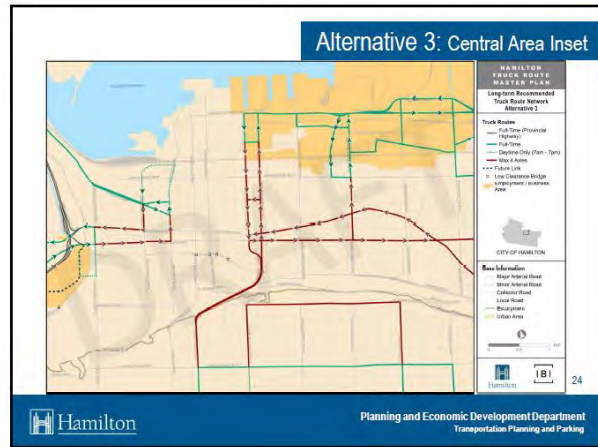 Alternative 3: Central Area Inset
HAMILTON
TRUCK ROUTE
MASTER PLAN
Long-term Recommended
Truck Route Network
Alternative 3
Truck Routes
Full-Time (Provincial
Highway)
Full-Time
Daytime Only (7am - 7pm)
Max 4 Axles
Future Link
Low Clearance Bridge
Employment / Business
Area
CITY OF HAMILTON
Base Information
Major Arterial Road
Minor Arterial Road
Collector Road
Local Road
Escarpment
Urban Area
DRAFT
Hamilton
IBI
24
Hamilton
Planning and Economic Development Department
Transportation Planning and Parking